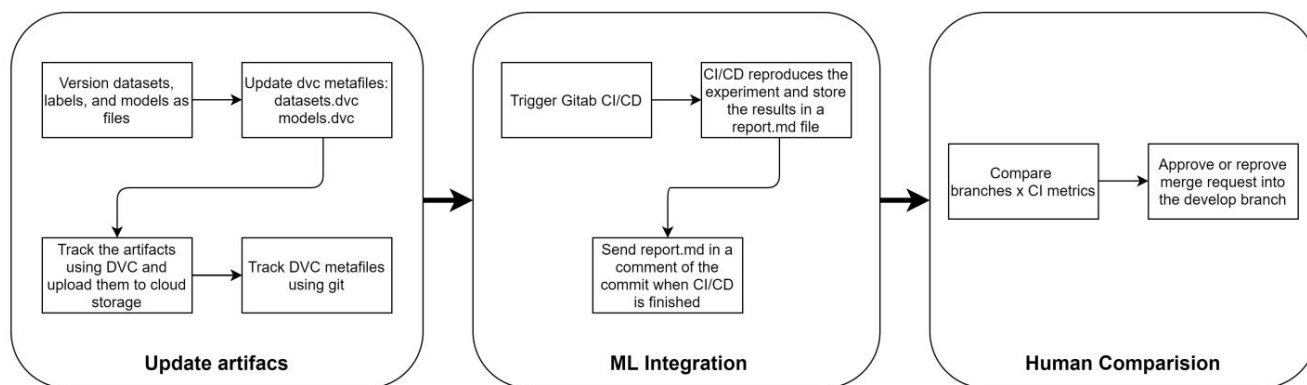 Version datasets,
labels, and models as
files
Update dvc metafiles:
datasets.dvc
models.dvc
Track the artifacts
using DVC and
upload them to cloud
storage
Track DVC metafiles
using git
Update artifacs
Trigger Gitab CI/CD
CI/CD reproduces the
experiment and store
the results in a
report.md file
Send report.md in a
comment of the
commit when CI/CD
is finished
ML Integration
Compare
branches x CI metrics
Approve or reprove
merge request into
the develop branch
Human Comparision